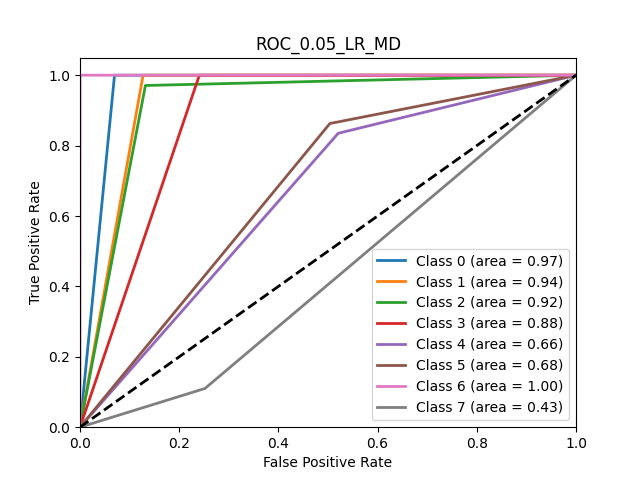 ROC_0.05_LR_MD
True Positive Rate
1.0
0.8
0.6
0.4
0.2
0.0
Class 0 (area = 0.97)
Class 1 (area = 0.94)
Class 2 (area = 0.92)
Class 3 (area = 0.88)
Class 4 (area = 0.66)
Class 5 (area = 0.68)
Class 6 (area = 1.00)
Class 7 (area = 0.43)
0.0 0.2 0.4 0.6 0.8 1.0
False Positive Rate